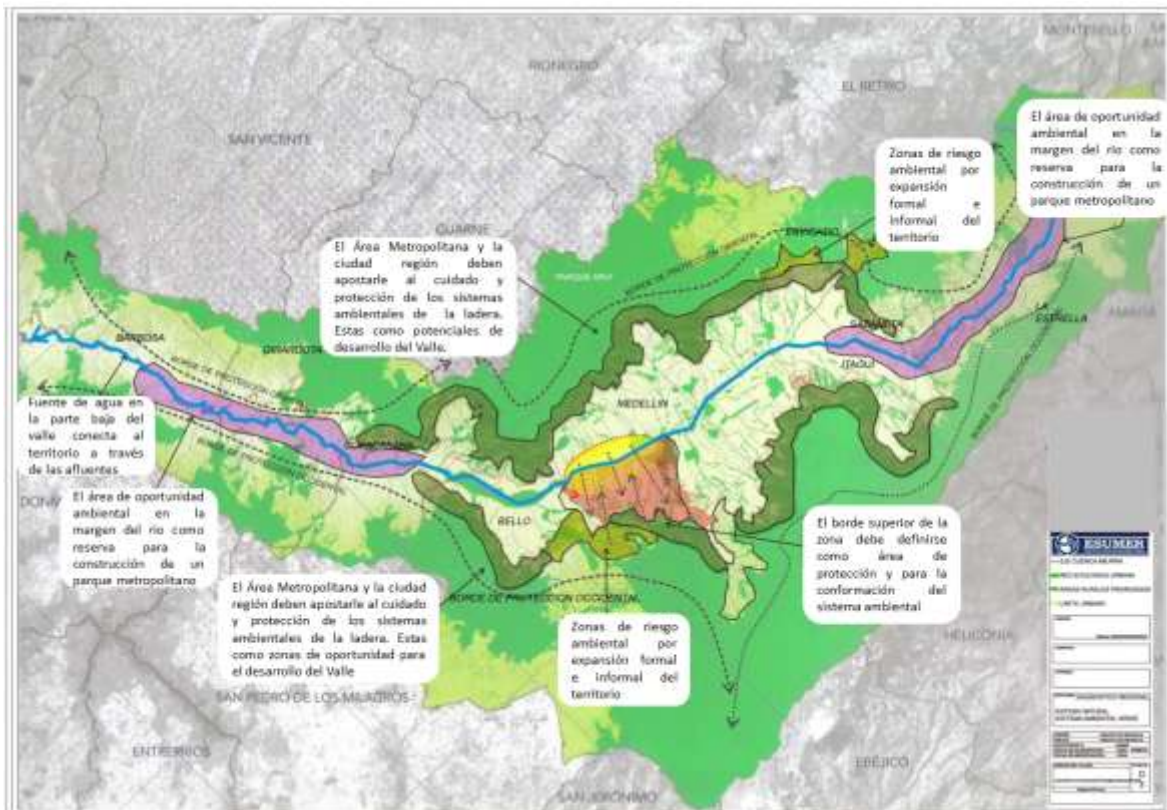 MONTEBELLO
RIONEGRO
EL RETIRO
SAN VICENTE
El área de oportunidad
ambiental en la
margen del río como
reserva para la
construcción de un
parque metropolitano
Zonas de riesgo
ambiental por
expansión
formal e
informal del
territorio
GUARNE
ENVIGADO
El Área Metropolitana y la
ciudad región deben
apostarle al cuidado y
protección de los sistemas
ambientales de la ladera.
Estas como potenciales de
desarrollo del Valle.
PARQUE ARVI
LA
ESTRELLA
SABANETA
ITAGUI
BARBOSA
GIRARDOTA
MEDELLIN
Fuente de agua en
la parte baja del
valle conecta al
territorio a través
de las afluentes
El área de oportunidad
ambiental en la
margen del río como
reserva para la
construcción de un
parque metropolitano
BELLO
El borde superior de la
zona debe definirse
como área de
protección y para la
conformación del
sistema ambiental
ESUMER
El Área Metropolitana y la ciudad
región deben apostarle al cuidado
y protección de los sistemas
ambientales de la ladera. Estas
como zonas de oportunidad para
el desarrollo del Valle
BORDE DE PROTECCION OCCIDENTAL
Zonas de riesgo
ambiental por
expansión formal
e informal del
territorio
HELICONIA
SAN PEDRO DE LOS MILAGROS
ENTRERRIOS
EBÉJICO
SAN JERÓNIMO